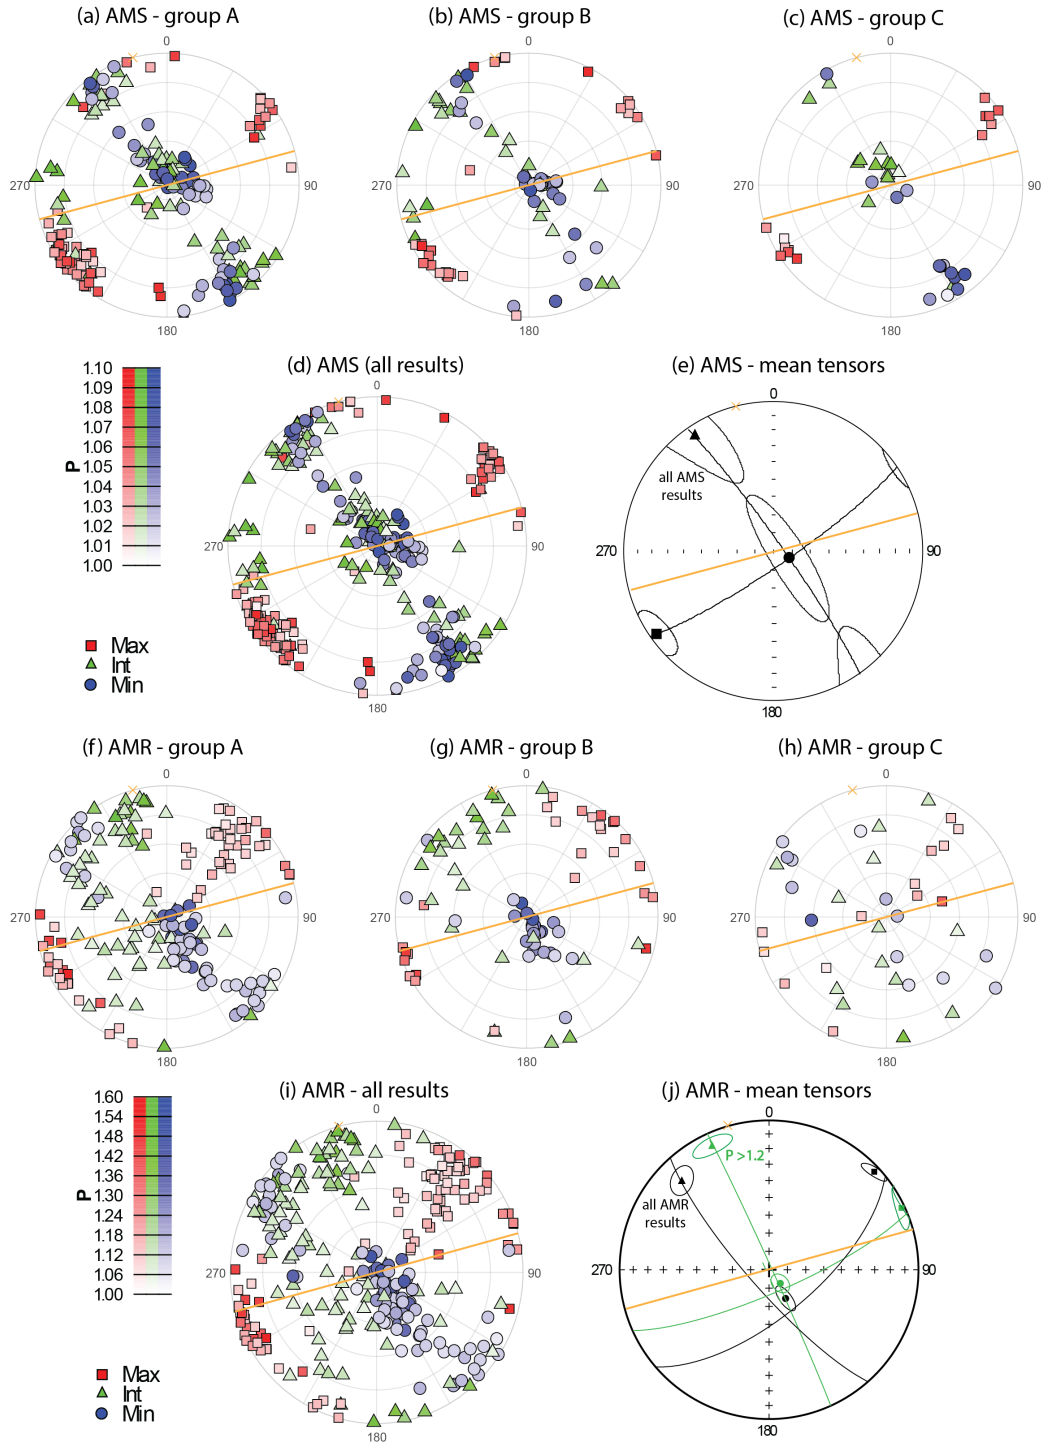 (a) AMS - group A
(b) AMS - group B
(c) AMS - group C
0
0
0
270
90
270
90
270
90
180
180
180
(d) AMS (all results)
(e) AMS - mean tensors
P
1.10
1.09
1.08
1.07
1.06
1.05
1.04
1.03
1.02
1.01
1.00
0
270
90
180
0
all AMS
results
270
90
180
Max
Int
Min
(f) AMR - group A
(g) AMR - group B
(h) AMR - group C
0
0
0
270
90
270
90
270
90
180
180
180
(i) AMR - all results
(j) AMR - mean tensors
P
1.60
1.54
1.48
1.42
1.36
1.30
1.24
1.18
1.12
1.06
1.00
0
270
90
180
0
P >1.2
all AMR
results
270
90
180
Max
Int
Min